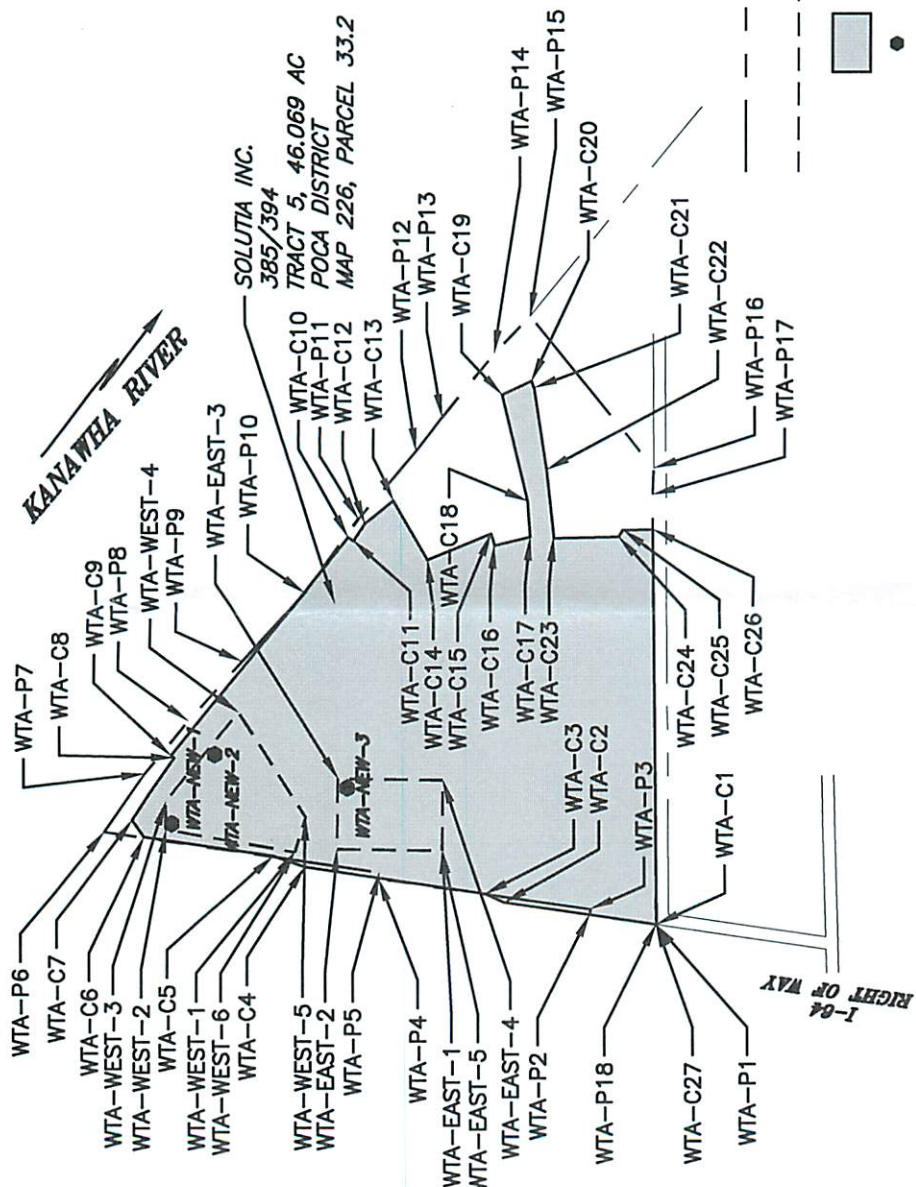 WTA-P7
WTA-C8
WTA-C9
WTA-P8
WTA-WEST-4
WTA-P9
WTA-EAST-3
WTA-P10
KANAWHA RIVER
SOLUTIA INC.
385/394
TRACT 5, 46.069 AC
POCA DISTRICT
MAP 226, PARCEL 33.2
WTA-C10
WTA-P11
WTA-C12
WTA-C13
WTA-P12
WTA-P13
WTA-C19
WTA-P14
WTA-P15
WTA-C20
WTA-C21
WTA-C22
WTA-P16
WTA-P17
WTA-P6
WTA-C7
WTA-C6
WTA-WEST-3
WTA-WEST-2
WTA-C5
WTA-WEST-1
WTA-WEST-6
WTA-C4
WTA-WEST-5
WTA-EAST-2
WTA-P5
WTA-P4
WTA-EAST-1
WTA-EAST-5
WTA-EAST-4
WTA-P2
WTA-P18
WTA-C27
WTA-P1
WTA-NEW-1
WTA-NEW-2
WTA-NEW-3
WTA-C11
WTA-C14
WTA-C15
WTA-C16
WTA-C18
WTA-C17
WTA-C23
WTA-C24
WTA-C25
WTA-C26
WTA-C3
WTA-C2
WTA-P3
WTA-C1
I-64
RIGHT OF WAY